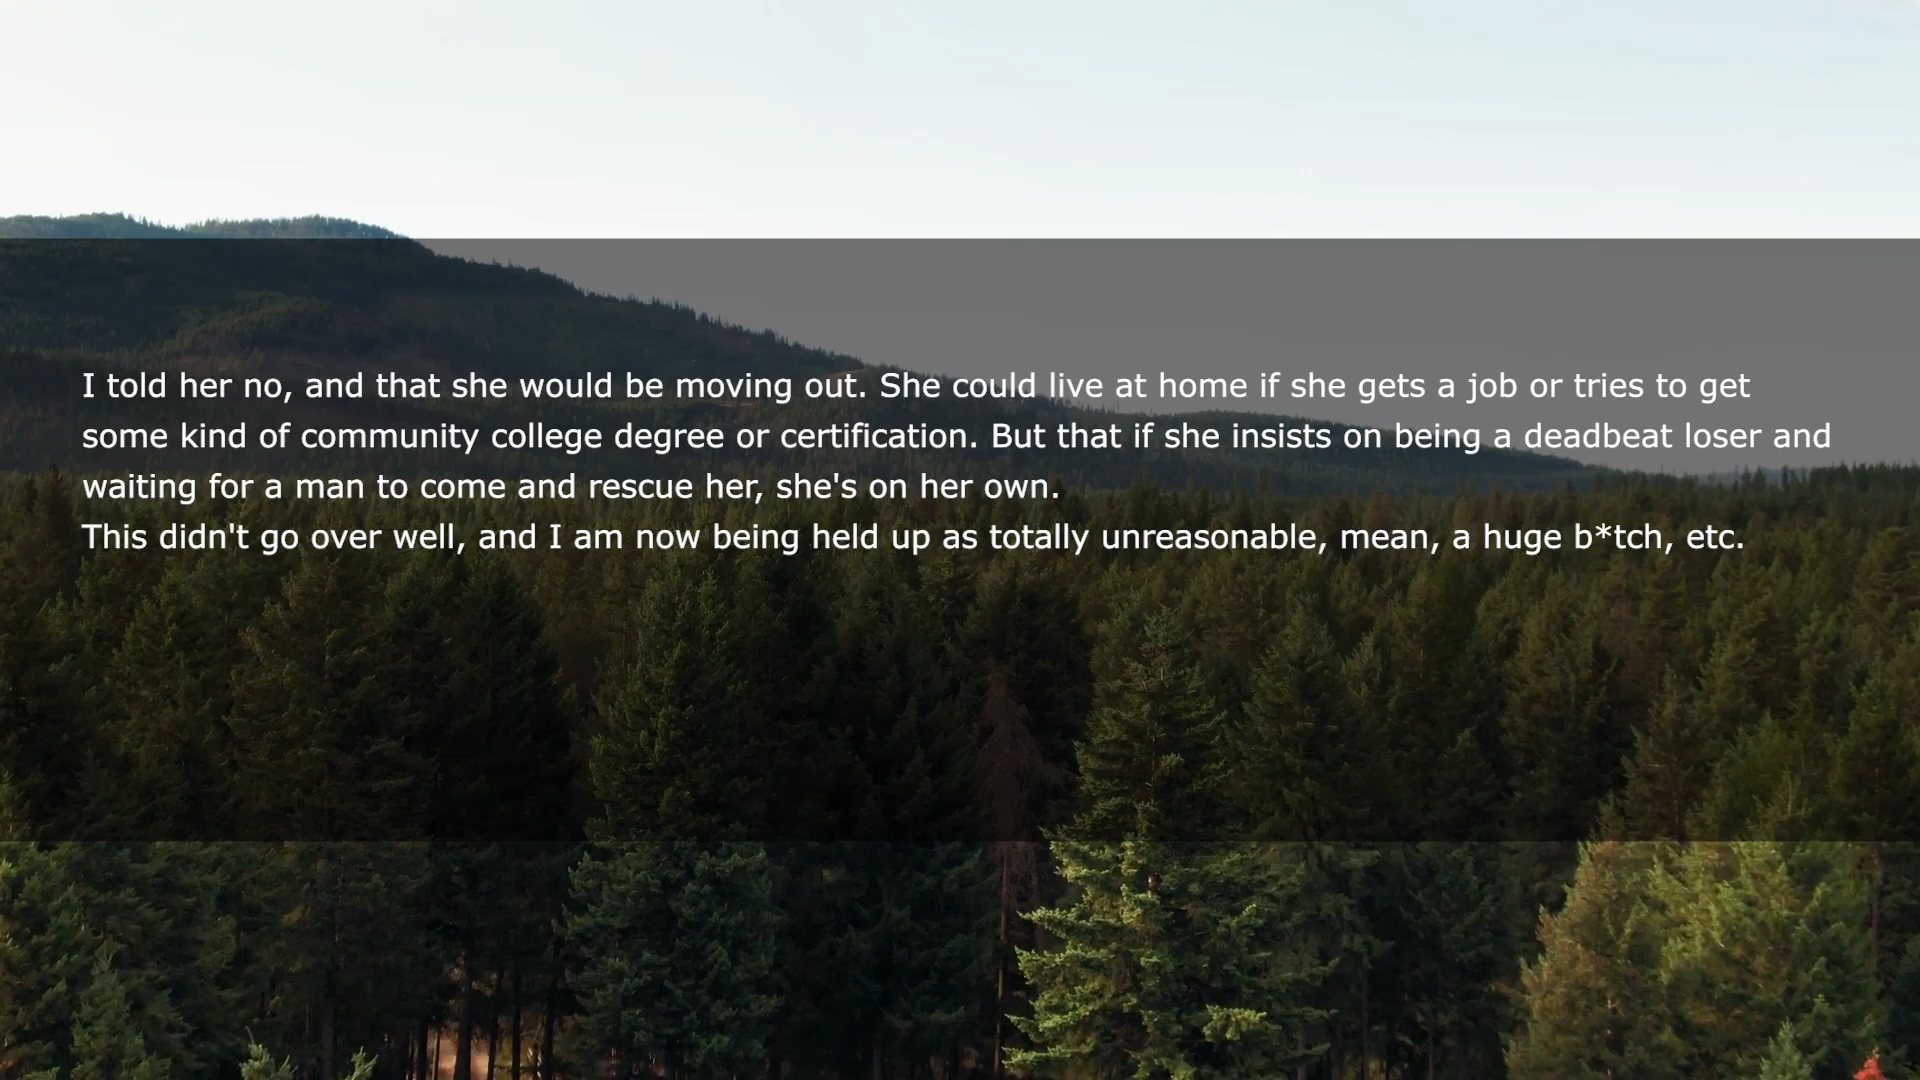 I told her no, and that she would be moving out. She could live at home if she gets a job or tries to get
some kind of community college degree or certification. But that if she insists on being a deadbeat loser and
waiting for a man to come and rescue her, she's on her own.
This didn't go over well, and I am now being held up as totally unreasonable, mean, a huge b*tch, etc.